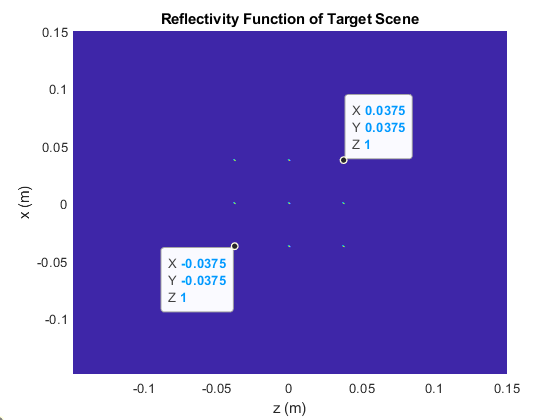 Reflectivity Function of Target Scene
0.15
0.1
0.05
0
-0.05
-0.1
x (m)
X 0.0375
Y 0.0375
Z 1
X -0.0375
Y -0.0375
Z 1
-0.1 -0.05 0 0.05 0.1 0.15
z (m)